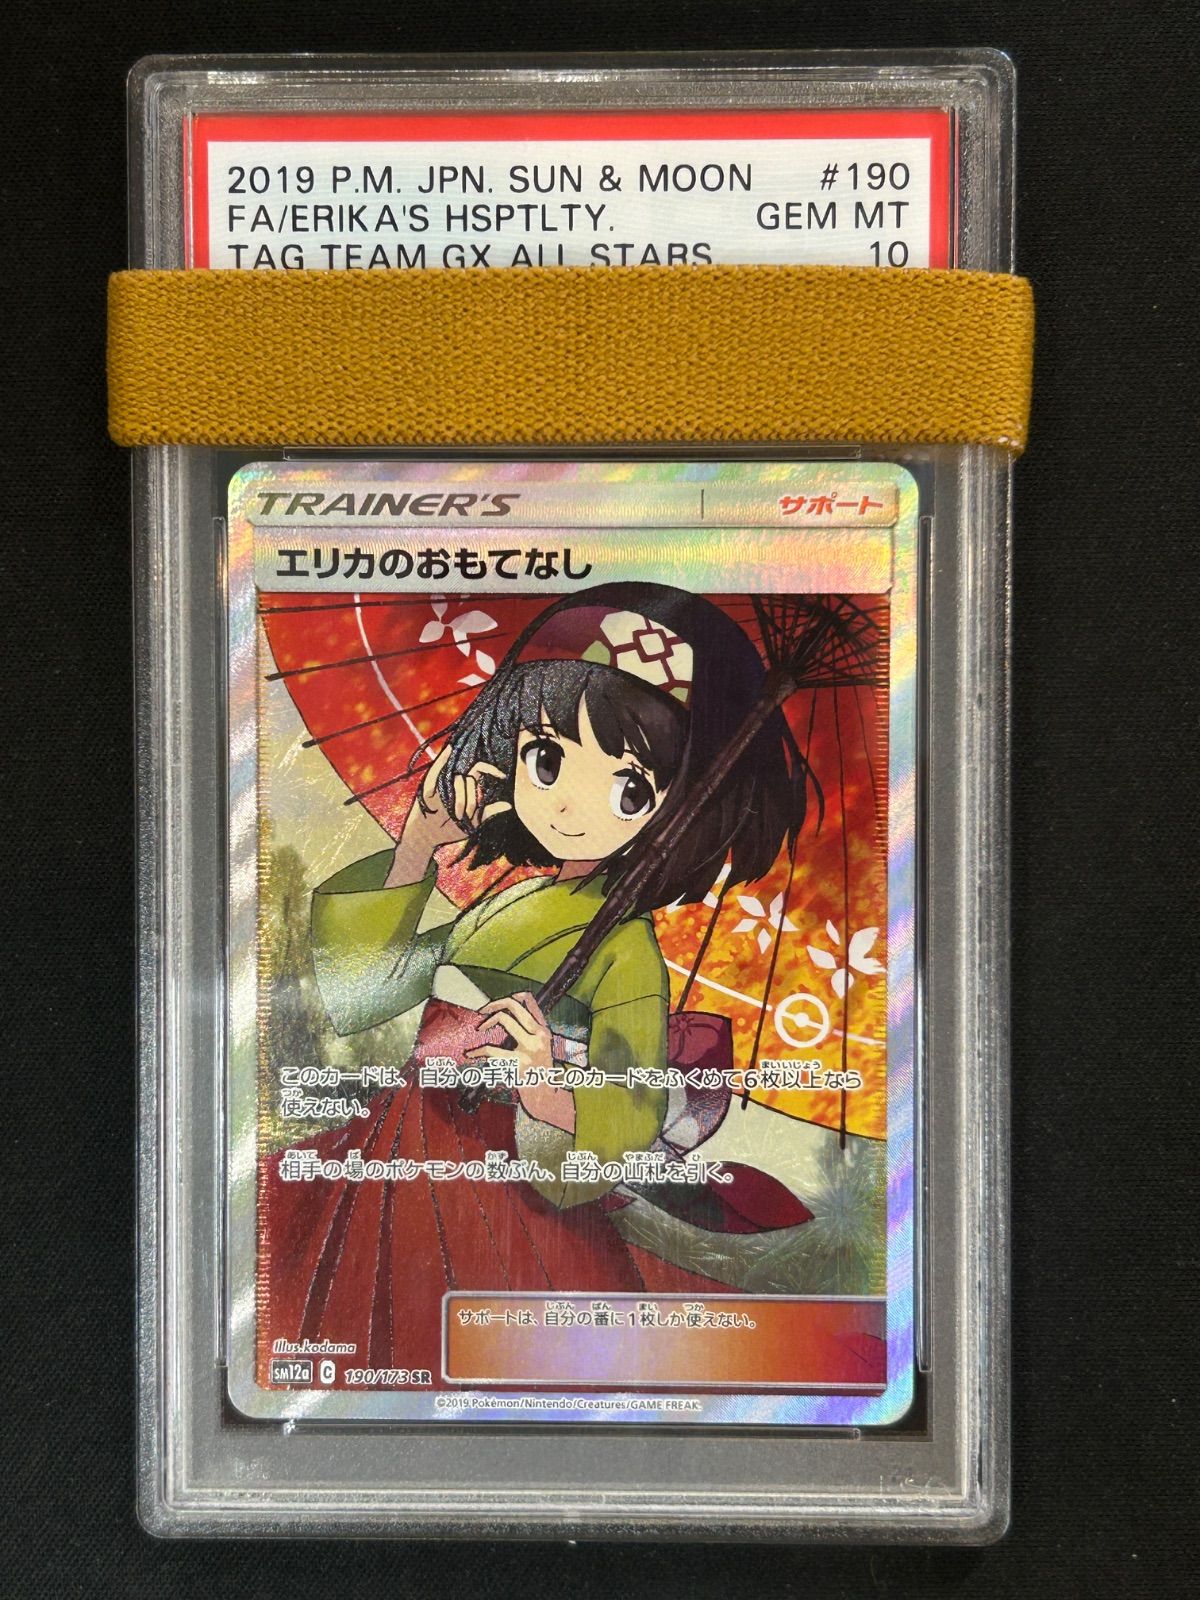 2019 P.M. JPN. SUN & MOON #190
FA/ERIKA'S HSPTLTY. GEM MT
TAG TEAM GX ALL STARS 10
TRAINER'S サポート
エリカのおもてなし
このカードは、自分の手札がこのカードをふくめて6枚以上なら
使えない。
相手の場のポケモンの数ぶん、自分の山札を引く。
サポートは、自分の番に1枚しか使えない。
Illus.kodama
SM12a C 190/173 SR
©2019 Pokémon/Nintendo/Creatures/GAME FREAK.